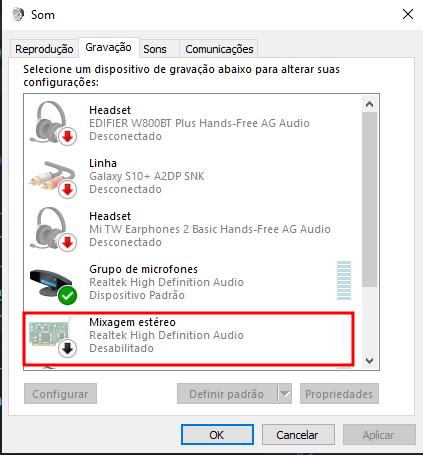 Som
Reprodução Gravação Sons Comunicações
Selecione um dispositivo de gravação abaixo para alterar suas
configurações:
Headset
EDIFIER W800BT Plus Hands-Free AG Audio
Desconectado
Linha
Galaxy S10+ A2DP SNK
Desconectado
Headset
Mi TW Earphones 2 Basic Hands-Free AG Audio
Desconectado
Grupo de microfones
Realtek High Definition Audio
Dispositivo Padrão
Mixagem estéreo
Realtek High Definition Audio
Desabilitado
Configurar Definir padrão Propriedades
OK Cancelar Aplicar